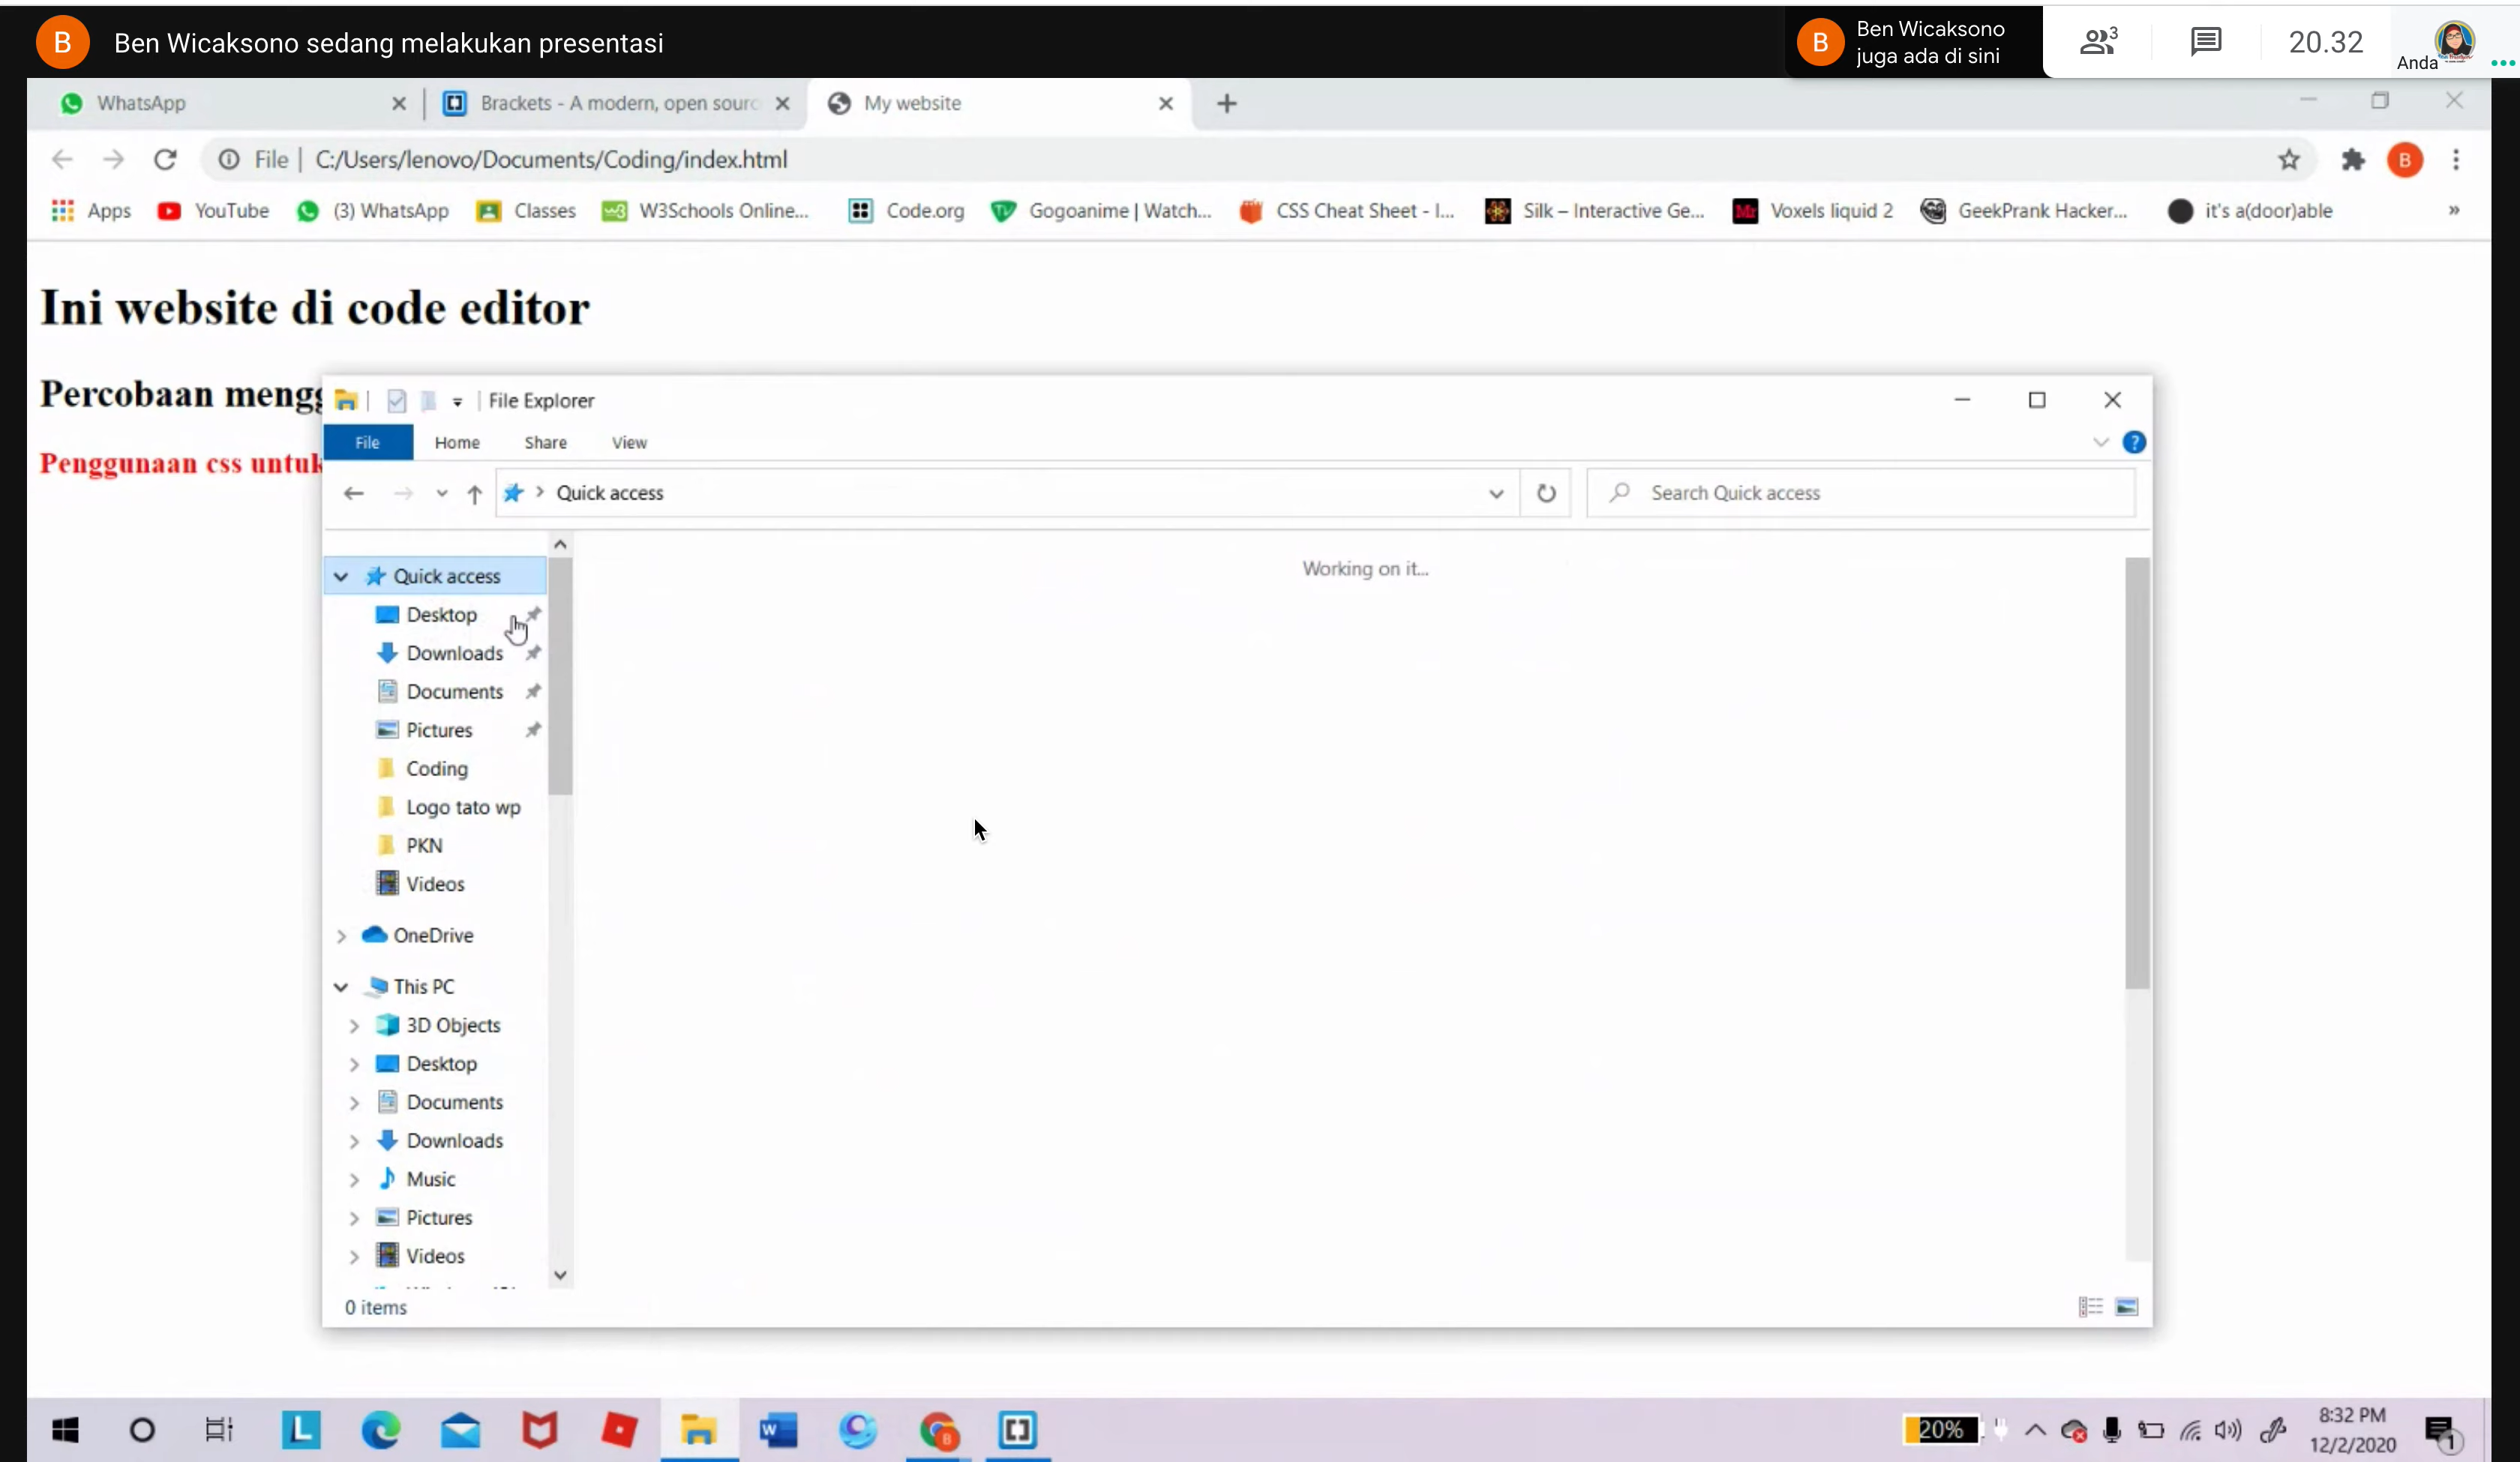 B Ben Wicaksono sedang melakukan presentasi
B Ben Wicaksono
juga ada di sini
3
20.32
Anda
WhatsApp
Brackets - A modern, open sourc
My website
File | C:/Users/lenovo/Documents/Coding/index.html
B
Apps YouTube (3) WhatsApp Classes W3Schools Online... Code.org Gogoanime | Watch... CSS Cheat Sheet - I... Silk – Interactive Ge... Voxels liquid 2 GeekPrank Hacker... it's a(door)able »
Ini website di code editor
Percobaan mengg
Penggunaan css untuk
File Explorer
File Home Share View
Quick access
Search Quick access
Working on it...
Quick access
Desktop
Downloads
Documents
Pictures
Coding
Logo tato wp
PKN
Videos
OneDrive
This PC
3D Objects
Desktop
Documents
Downloads
Music
Pictures
Videos
0 items
20%
8:32 PM
12/2/2020
1